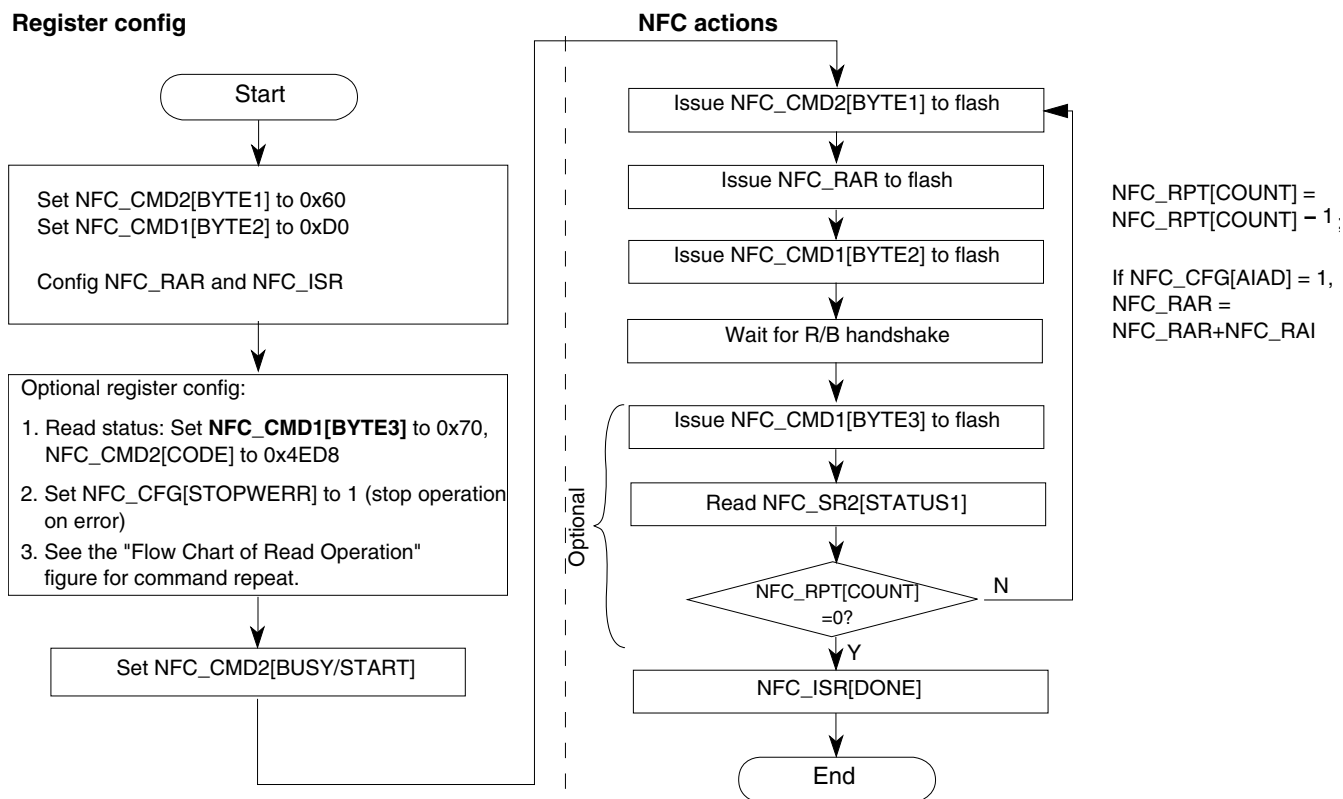 Register config
Start
Set NFC_CMD2[BYTE1] to 0x60
Set NFC_CMD1[BYTE2] to 0xD0
Config NFC_RAR and NFC_ISR
Optional register config:
1. Read status: Set NFC_CMD1[BYTE3] to 0x70,
NFC_CMD2[CODE] to 0x4ED8
2. Set NFC_CFG[STOPWERR] to 1 (stop operation
on error)
3. See the "Flow Chart of Read Operation"
figure for command repeat.
Set NFC_CMD2[BUSY/START]
NFC actions
Issue NFC_CMD2[BYTE1] to flash
Issue NFC_RAR to flash
Issue NFC_CMD1[BYTE2] to flash
Wait for R/B handshake
Optional
Issue NFC_CMD1[BYTE3] to flash
Read NFC_SR2[STATUS1]
NFC_RPT[COUNT]
=0?
N
Y
NFC_ISR[DONE]
End
NFC_RPT[COUNT] =
NFC_RPT[COUNT] − 1 ;
If NFC_CFG[AIAD] = 1,
NFC_RAR =
NFC_RAR+NFC_RAI